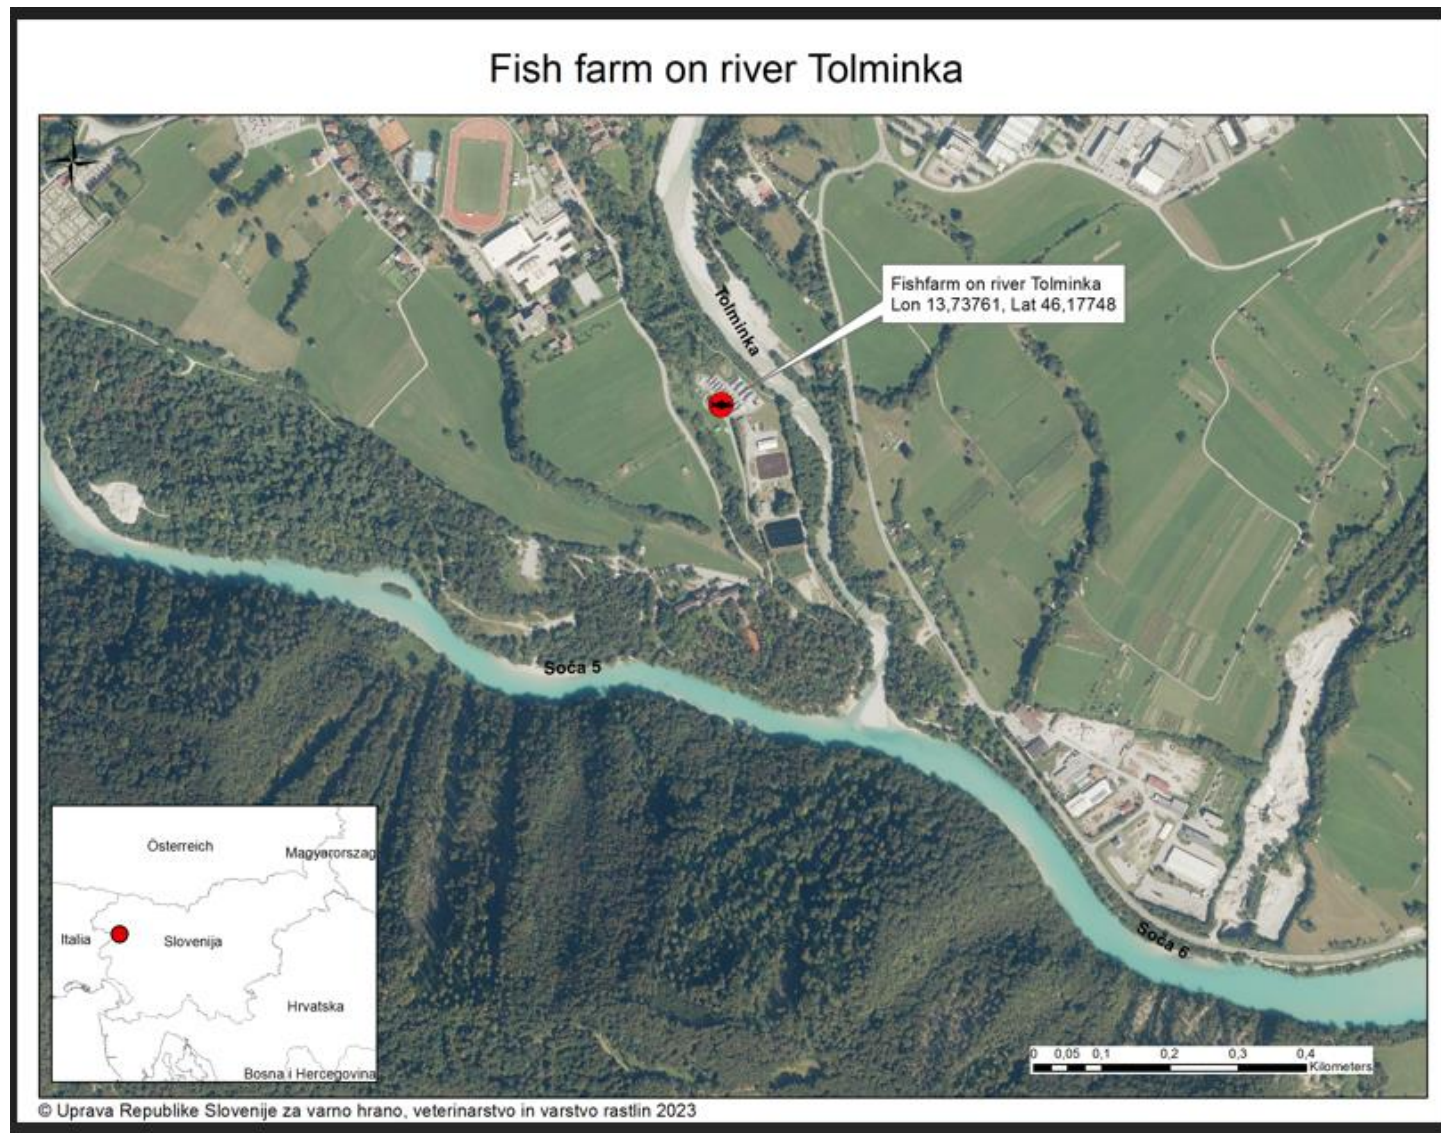 Fish farm on river Tolminka
Fishfarm on river Tolminka
Lon 13,73761, Lat 46,17748
Tolminka
Soča 5
Soča 6
Österreich
Magyarorszag
Italia
Slovenija
Hrvatska
Bosna i Hercegovina
0 0,05 0,1 0,2 0,3 0,4
Kilometers
© Uprava Republike Slovenije za varno hrano, veterinarstvo in varstvo rastlin 2023